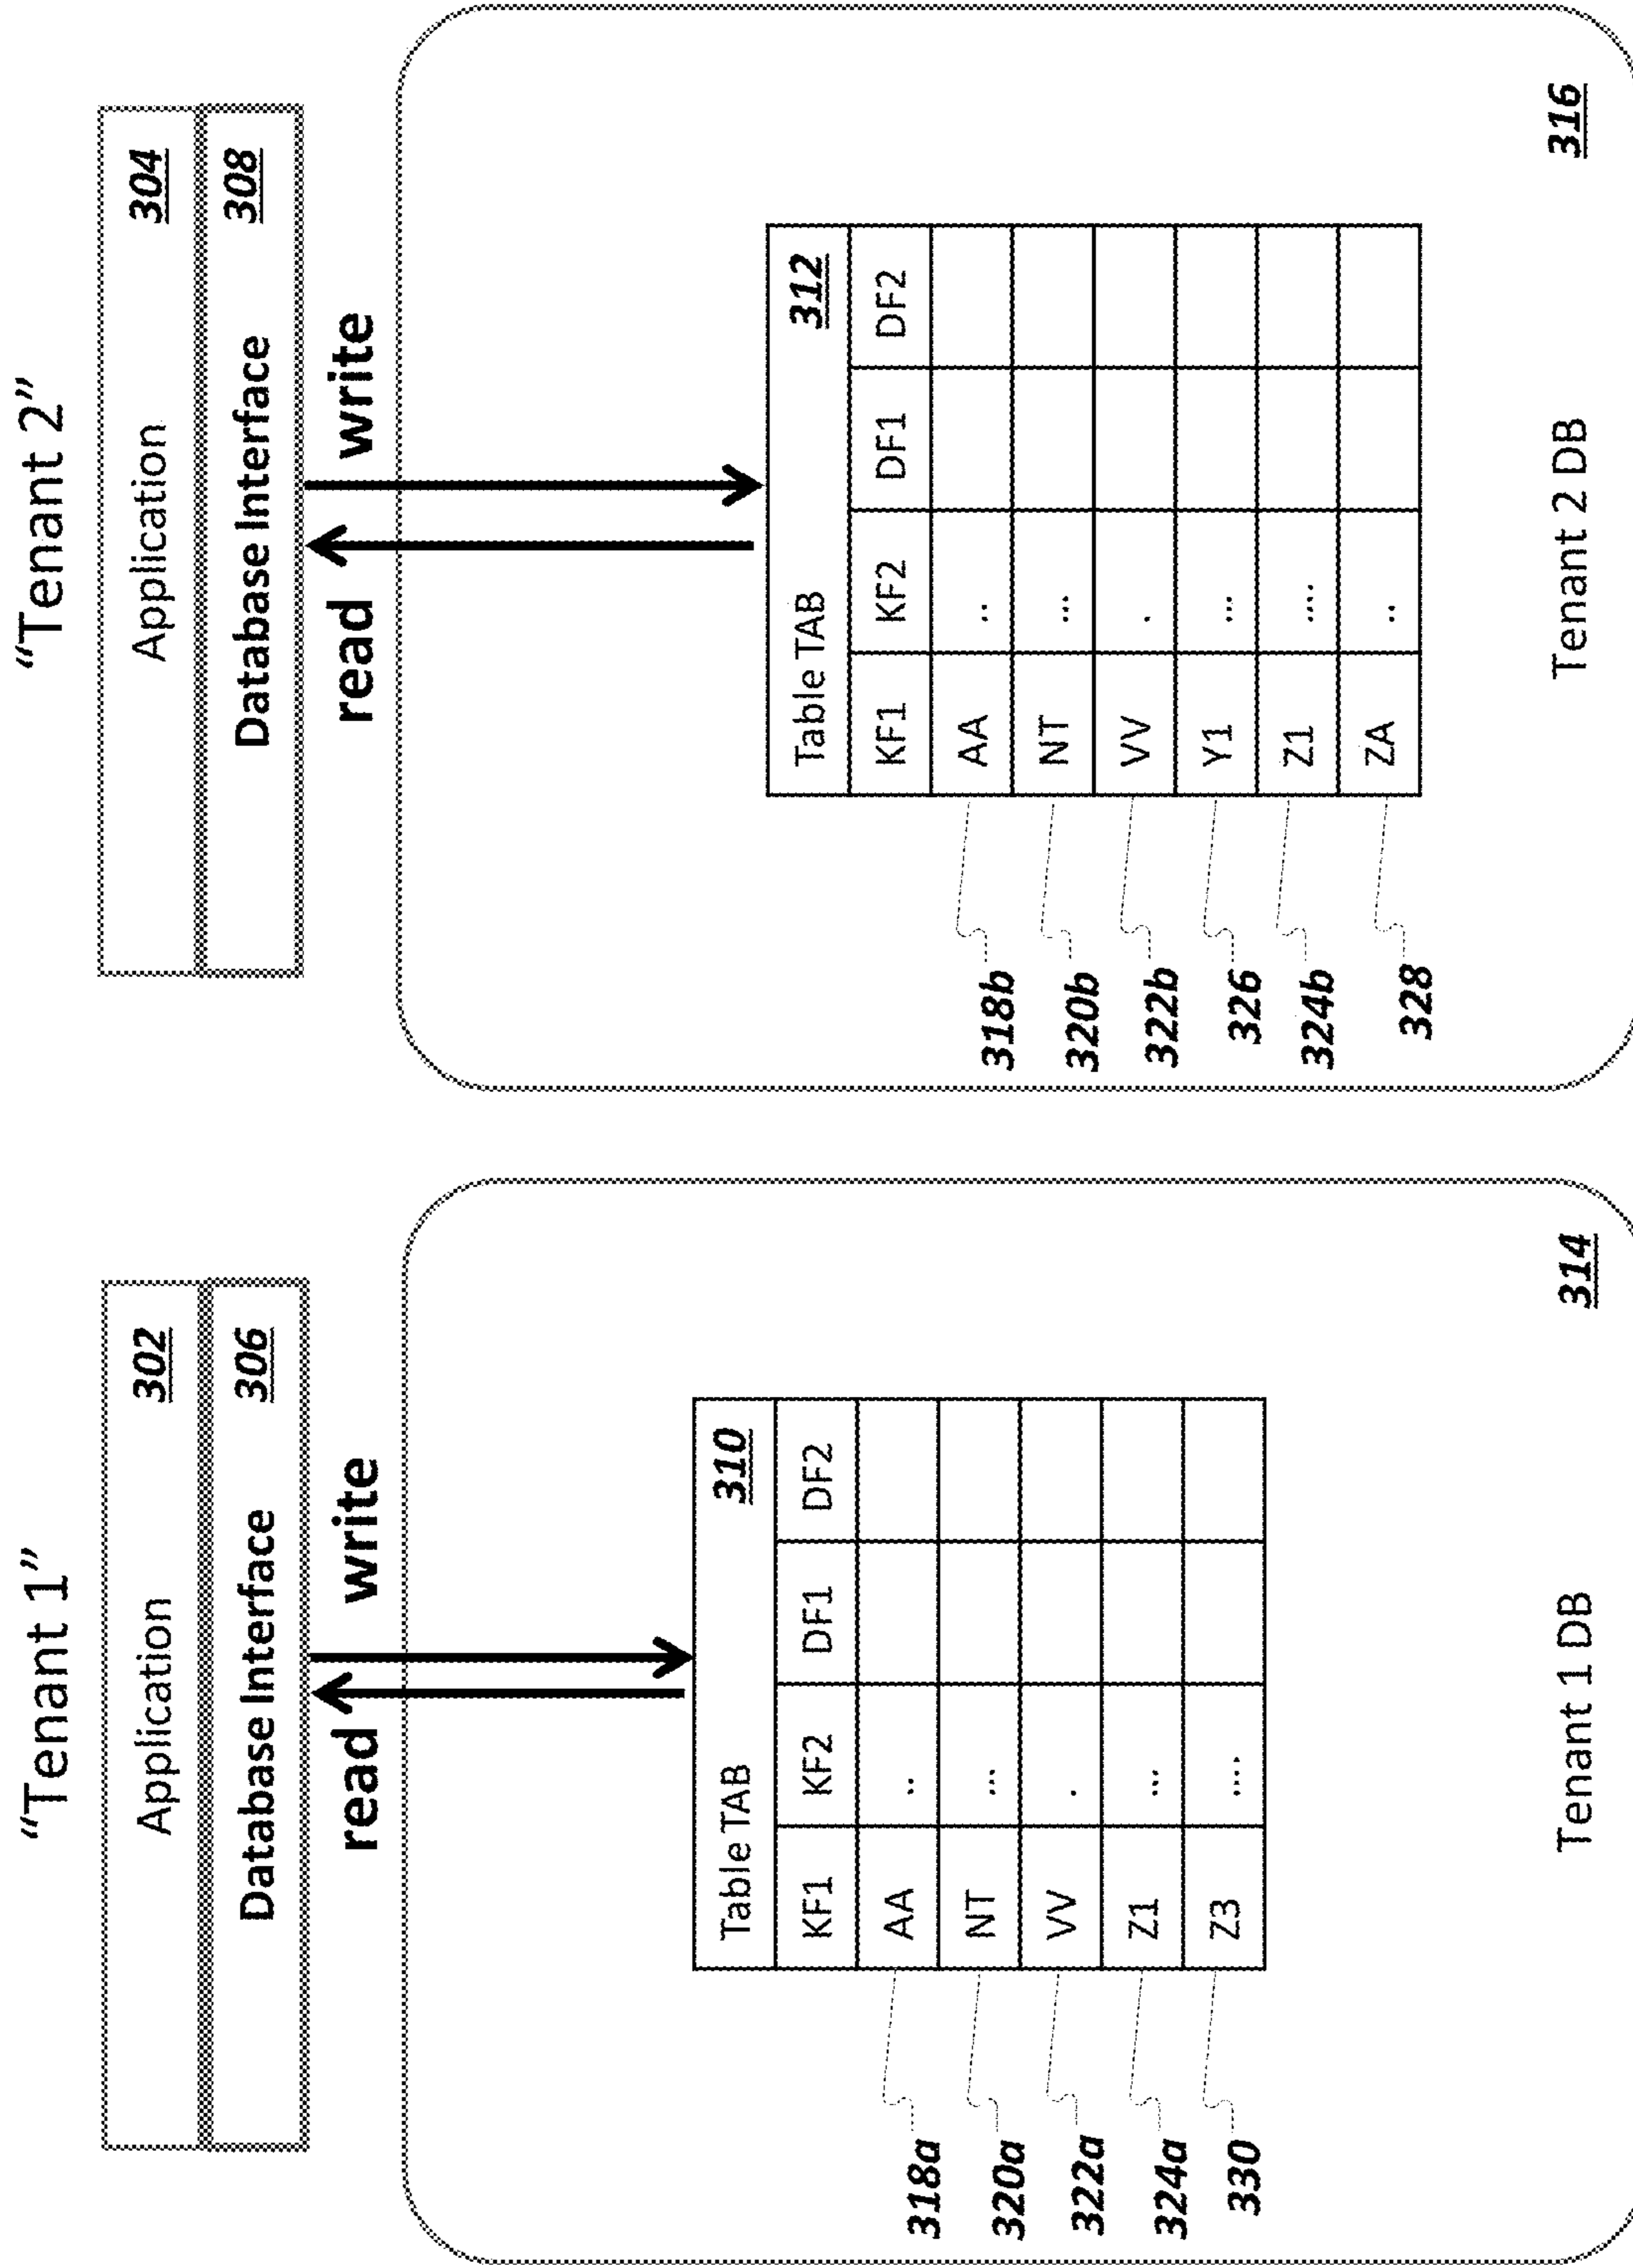 “Tenant 1”
Application 302
Database Interface 306
read write
Table TAB 310
KF1 KF2 DF1 DF2
318a AA ..
320a NT ...
322a VV .
324a Z1 ...
330 Z3 ....
Tenant 1 DB
314
“Tenant 2”
Application 304
Database Interface 308
read write
Table TAB 312
KF1 KF2 DF1 DF2
318b AA ..
320b NT ...
322b VV .
326 Y1 ...
324b Z1 ....
328 ZA ..
Tenant 2 DB
316